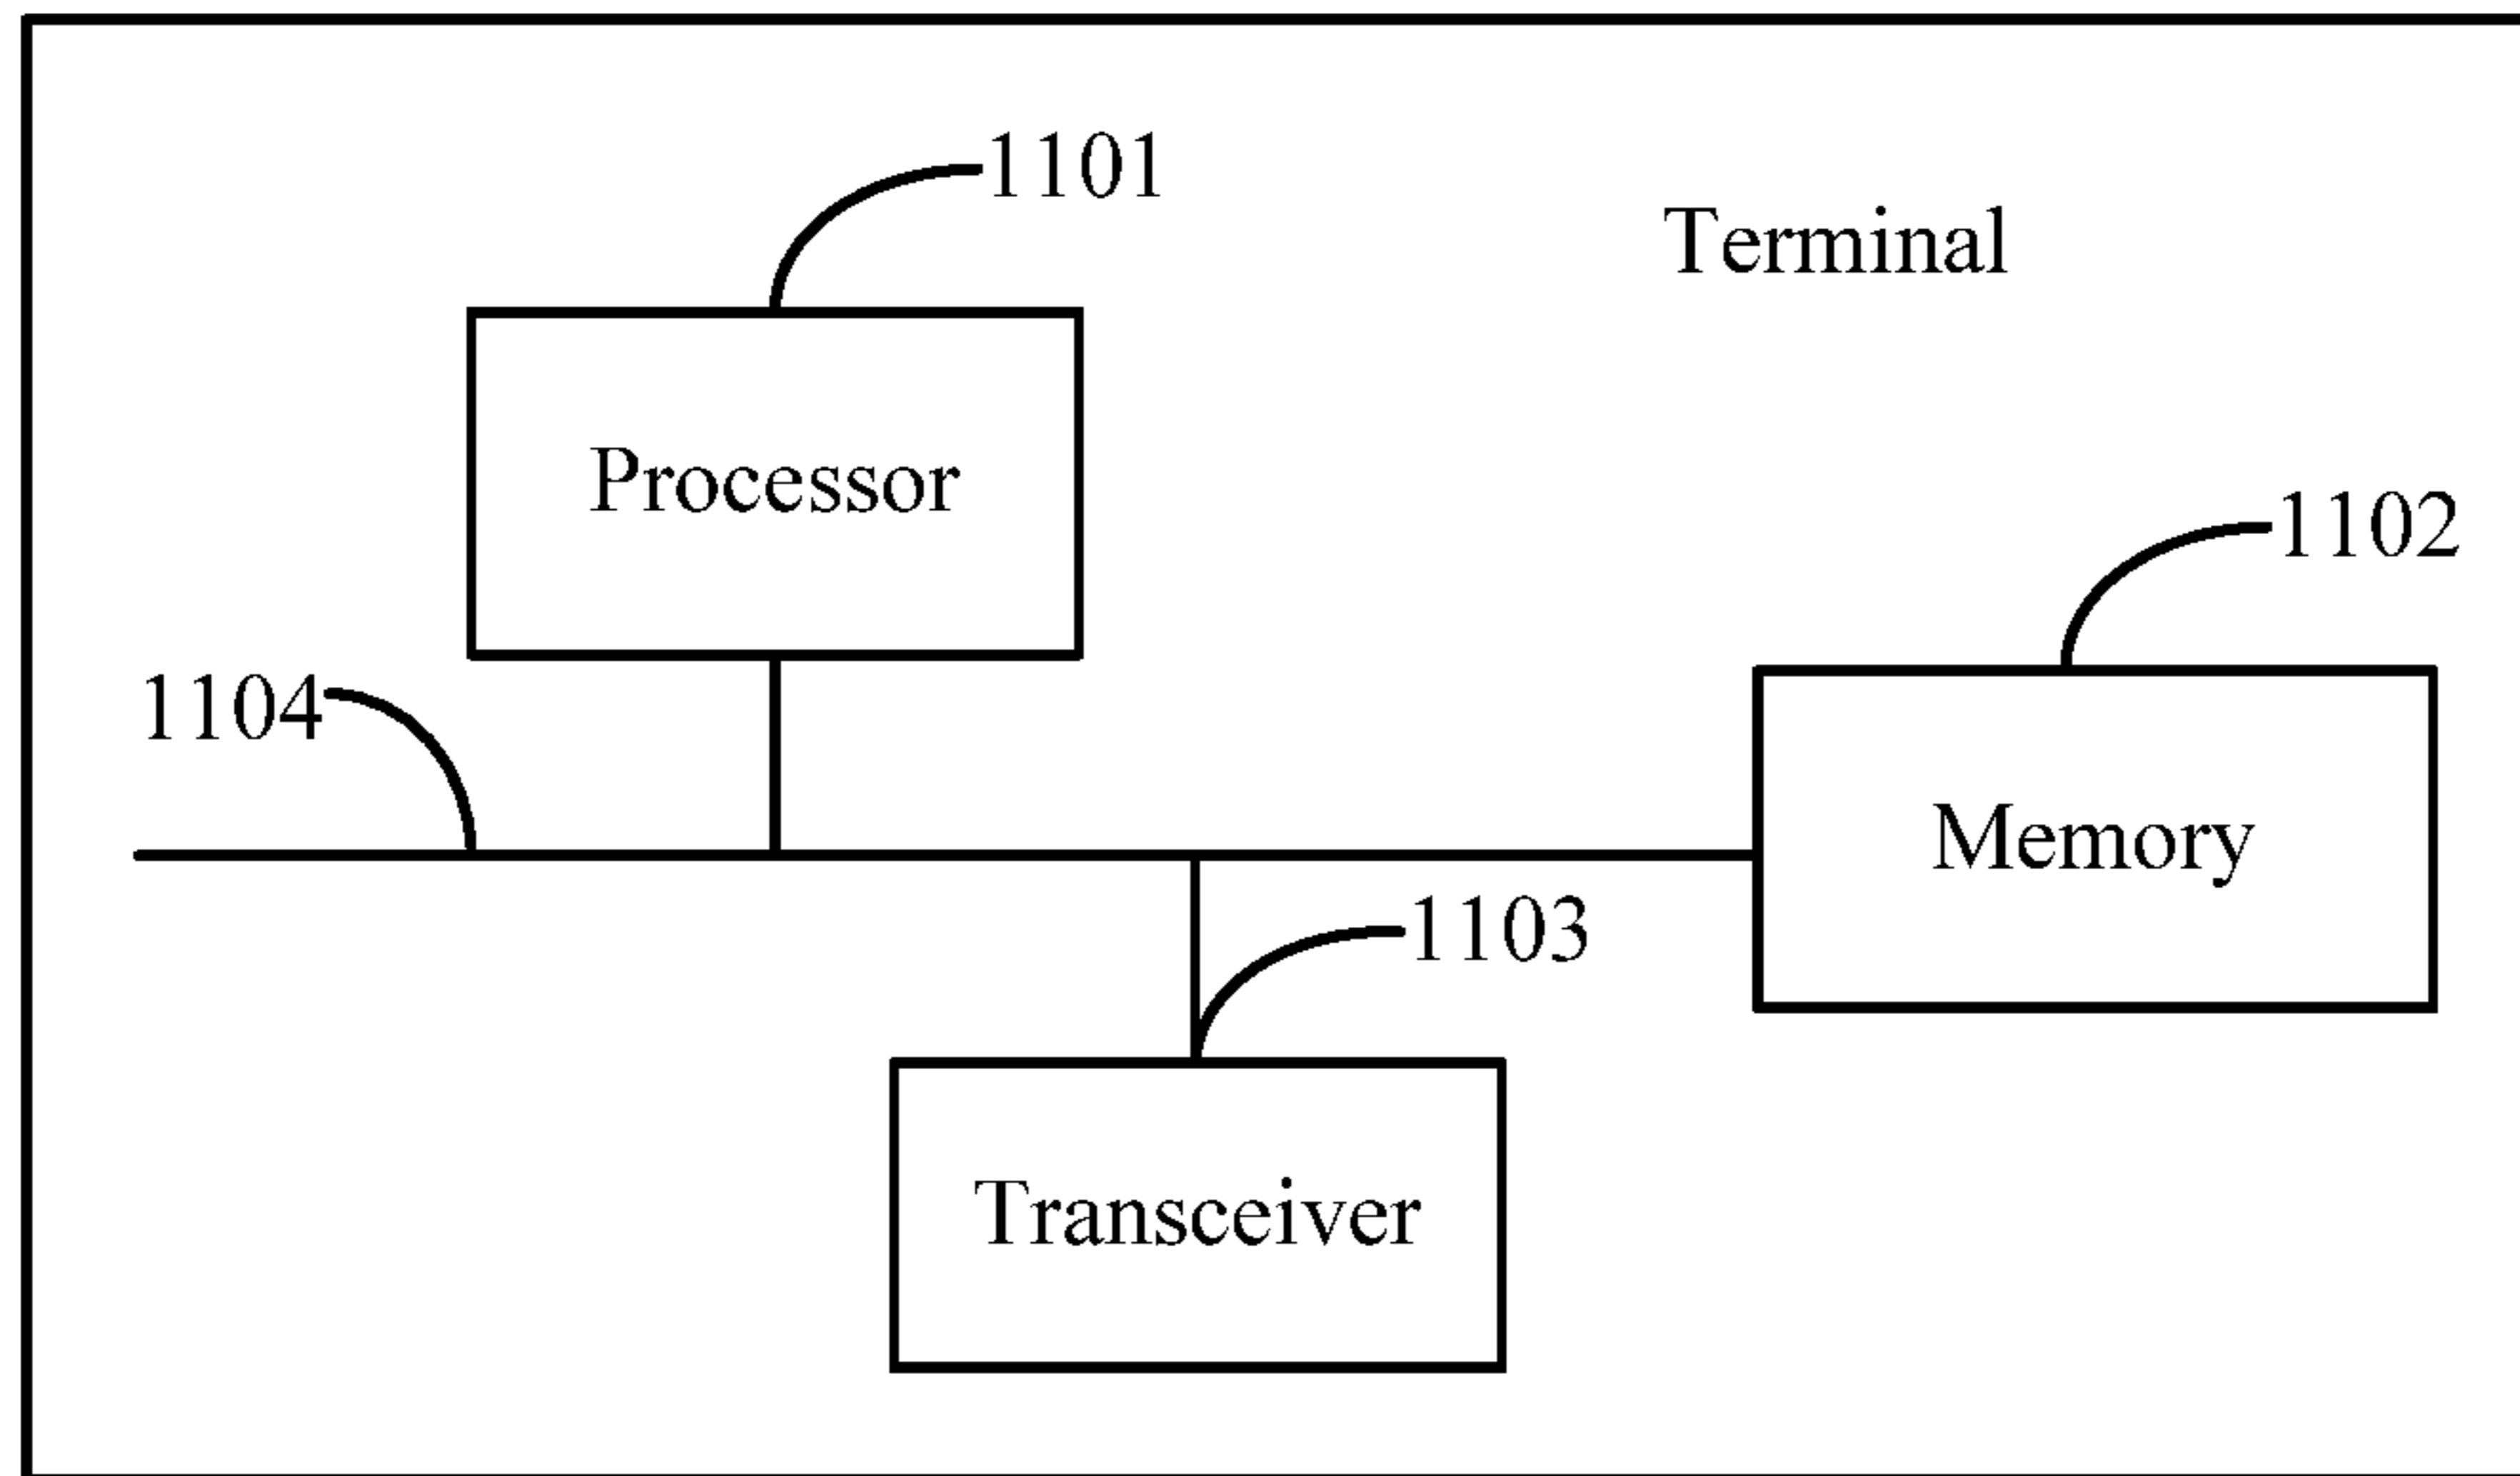 1101
Terminal
Processor
1102
1104
Memory
1103
Transceiver